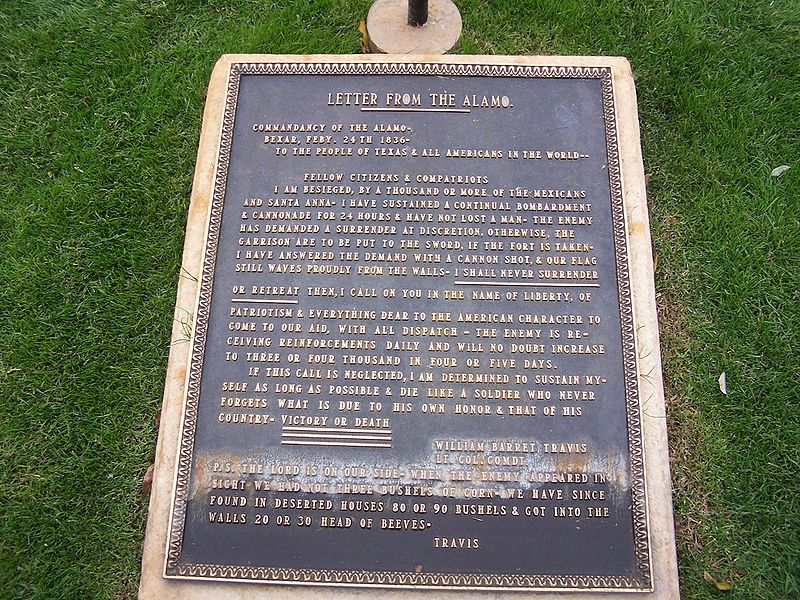 LETTER FROM THE ALAMO.
COMMANDANCY OF THE ALAMO-
BEXAR, FEBY. 24TH 1836-
TO THE PEOPLE OF TEXAS & ALL AMERICANS IN THE WORLD--
FELLOW CITIZENS & COMPATRIOTS
I AM BESIEGED, BY A THOUSAND OR MORE OF THE MEXICANS
AND SANTA ANNA- I HAVE SUSTAINED A CONTINUAL BOMBARDMENT
& CANNONADE FOR 24 HOURS & HAVE NOT LOST A MAN- THE ENEMY
HAS DEMANDED A SURRENDER AT DISCRETION, OTHERWISE, THE
GARRISON ARE TO BE PUT TO THE SWORD, IF THE FORT IS TAKEN-
I HAVE ANSWERED THE DEMAND WITH A CANNON SHOT, & OUR FLAG
STILL WAVES PROUDLY FROM THE WALLS- I SHALL NEVER SURRENDER
OR RETREAT THEN, I CALL ON YOU IN THE NAME OF LIBERTY, OF
PATRIOTISM & EVERYTHING DEAR TO THE AMERICAN CHARACTER TO
COME TO OUR AID, WITH ALL DISPATCH - THE ENEMY IS RE-
CEIVING REINFORCEMENTS DAILY AND WILL NO DOUBT INCREASE
TO THREE OR FOUR THOUSAND IN FOUR OR FIVE DAYS.
IF THIS CALL IS NEGLECTED, I AM DETERMINED TO SUSTAIN MY-
SELF AS LONG AS POSSIBLE & DIE LIKE A SOLDIER WHO NEVER
FORGETS WHAT IS DUE TO HIS OWN HONOR & THAT OF HIS
COUNTRY- VICTORY OR DEATH
WILLIAM BARRET TRAVIS
LT. COL. COMDT
P.S. THE LORD IS ON OUR SIDE- WHEN THE ENEMY APPEARED IN
SIGHT WE HAD NOT THREE BUSHELS OF CORN- WE HAVE SINCE
FOUND IN DESERTED HOUSES 80 OR 90 BUSHELS & GOT INTO THE
WALLS 20 OR 30 HEAD OF BEEVES-
TRAVIS